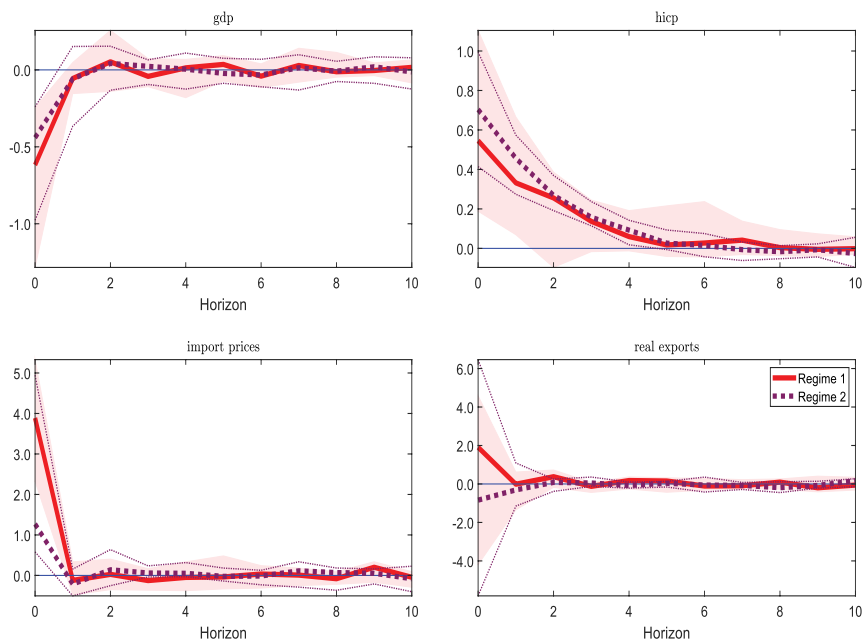 gdp
0.0
-0.5
-1.0
0 2 4 6 8 10
Horizon
hicp
1.0
0.8
0.6
0.4
0.2
0.0
0 2 4 6 8 10
Horizon
import prices
5.0
4.0
3.0
2.0
1.0
0.0
0 2 4 6 8 10
Horizon
real exports
6.0
4.0
2.0
0.0
-2.0
-4.0
Regime 1
Regime 2
0 2 4 6 8 10
Horizon